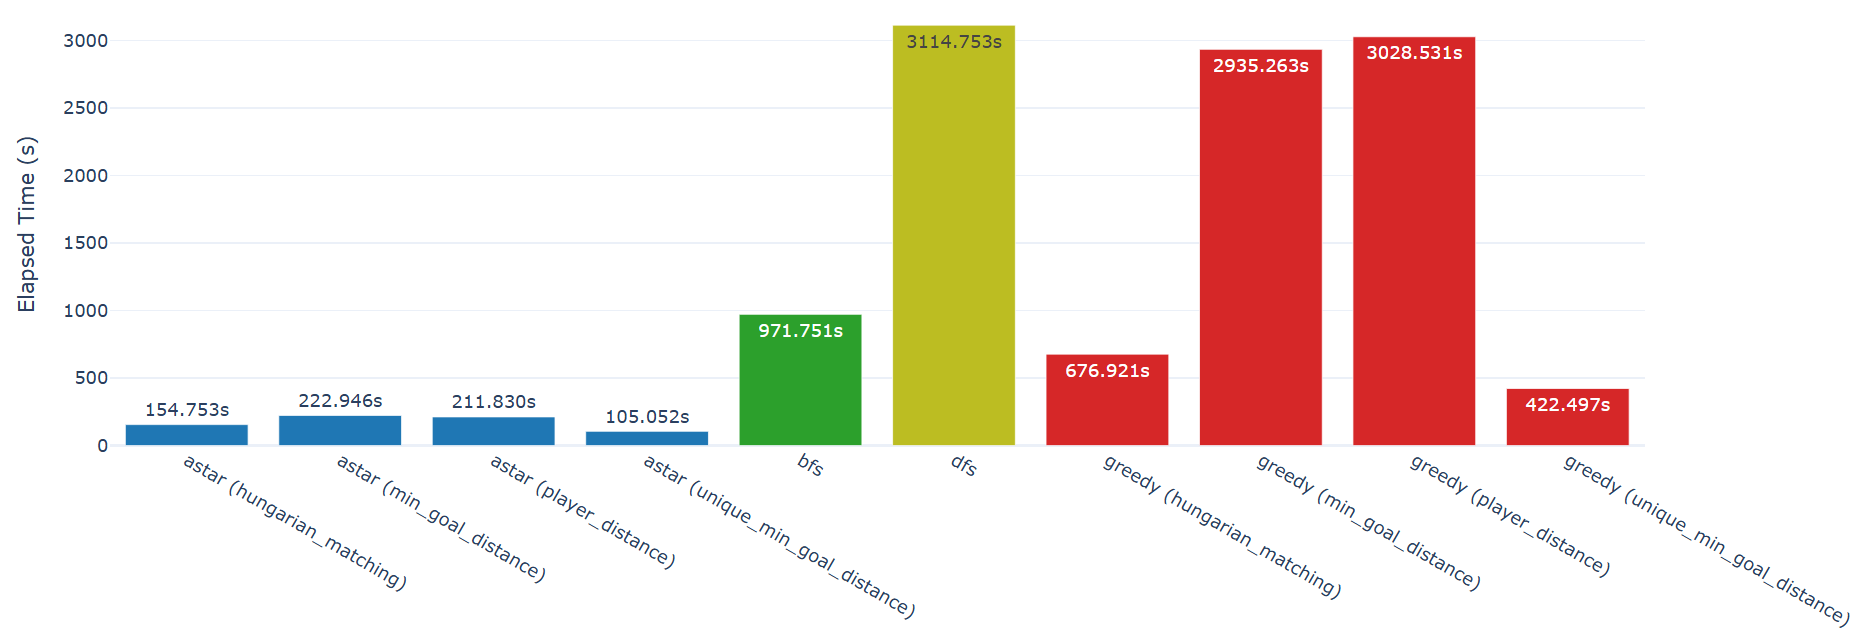 Elapsed Time (s)
3000
2500
2000
1500
1000
500
0
154.753s
222.946s
211.830s
105.052s
971.751s
3114.753s
676.921s
2935.263s
3028.531s
422.497s
astar (hungarian_matching)
astar (min_goal_distance)
astar (player_distance)
astar (unique_min_goal_distance)
bfs
dfs
greedy (hungarian_matching)
greedy (min_goal_distance)
greedy (player_distance)
greedy (unique_min_goal_distance)